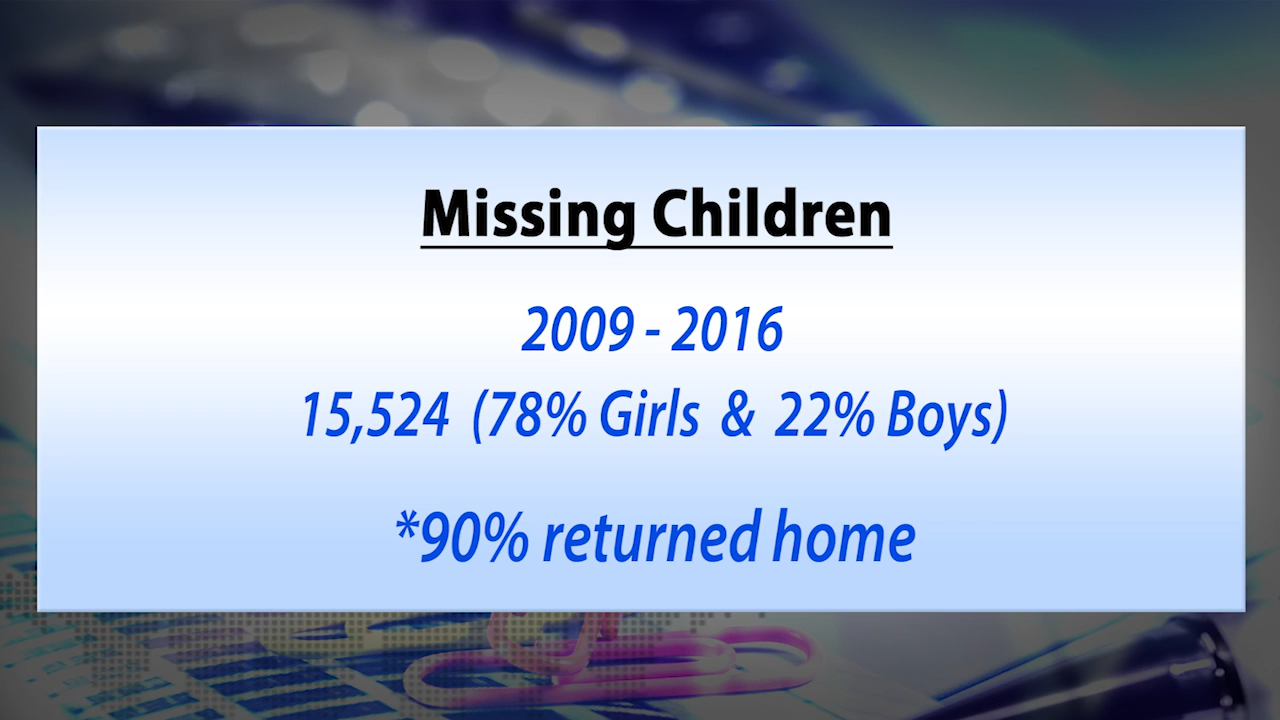 Missing Children
2009 - 2016
15,524 (78% Girls & 22% Boys)
*90% returned home